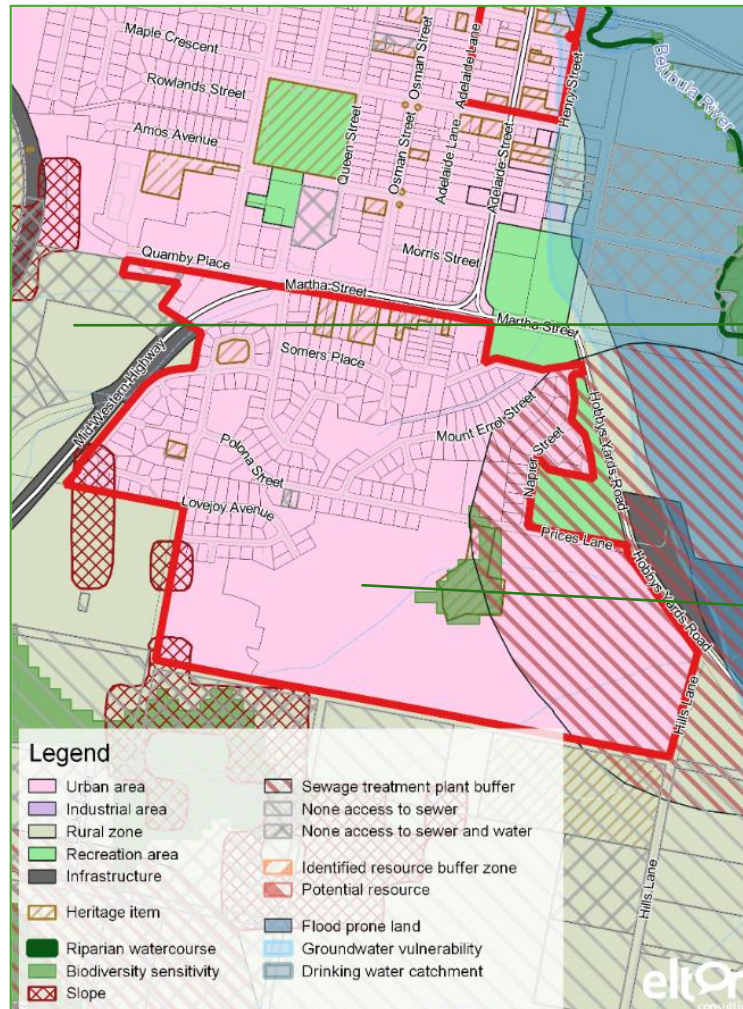 Maple Crescent
Rowlands Street
Amos Avenue
Queen Street
Osman Street
Osman Street
Adelaide Lane
Adelaide Lane
Adelaide Street
Henry Street
Belubula River
Quamby Place
Morris Street
Martha Street
Martha Street
Mid-Western Highway
Somers Place
Mount Errol Street
Hobbys Yards Road
Polona Street
Napier Street
Lovejoy Avenue
Prices Lane
Hobbys Yards Road
Hills Lane
Hills Lane
Legend
Urban area
Industrial area
Rural zone
Recreation area
Infrastructure
Heritage item
Riparian watercourse
Biodiversity sensitivity
Slope
Sewage treatment plant buffer
None access to sewer
None access to sewer and water
Identified resource buffer zone
Potential resource
Flood prone land
Groundwater vulnerability
Drinking water catchment
elton